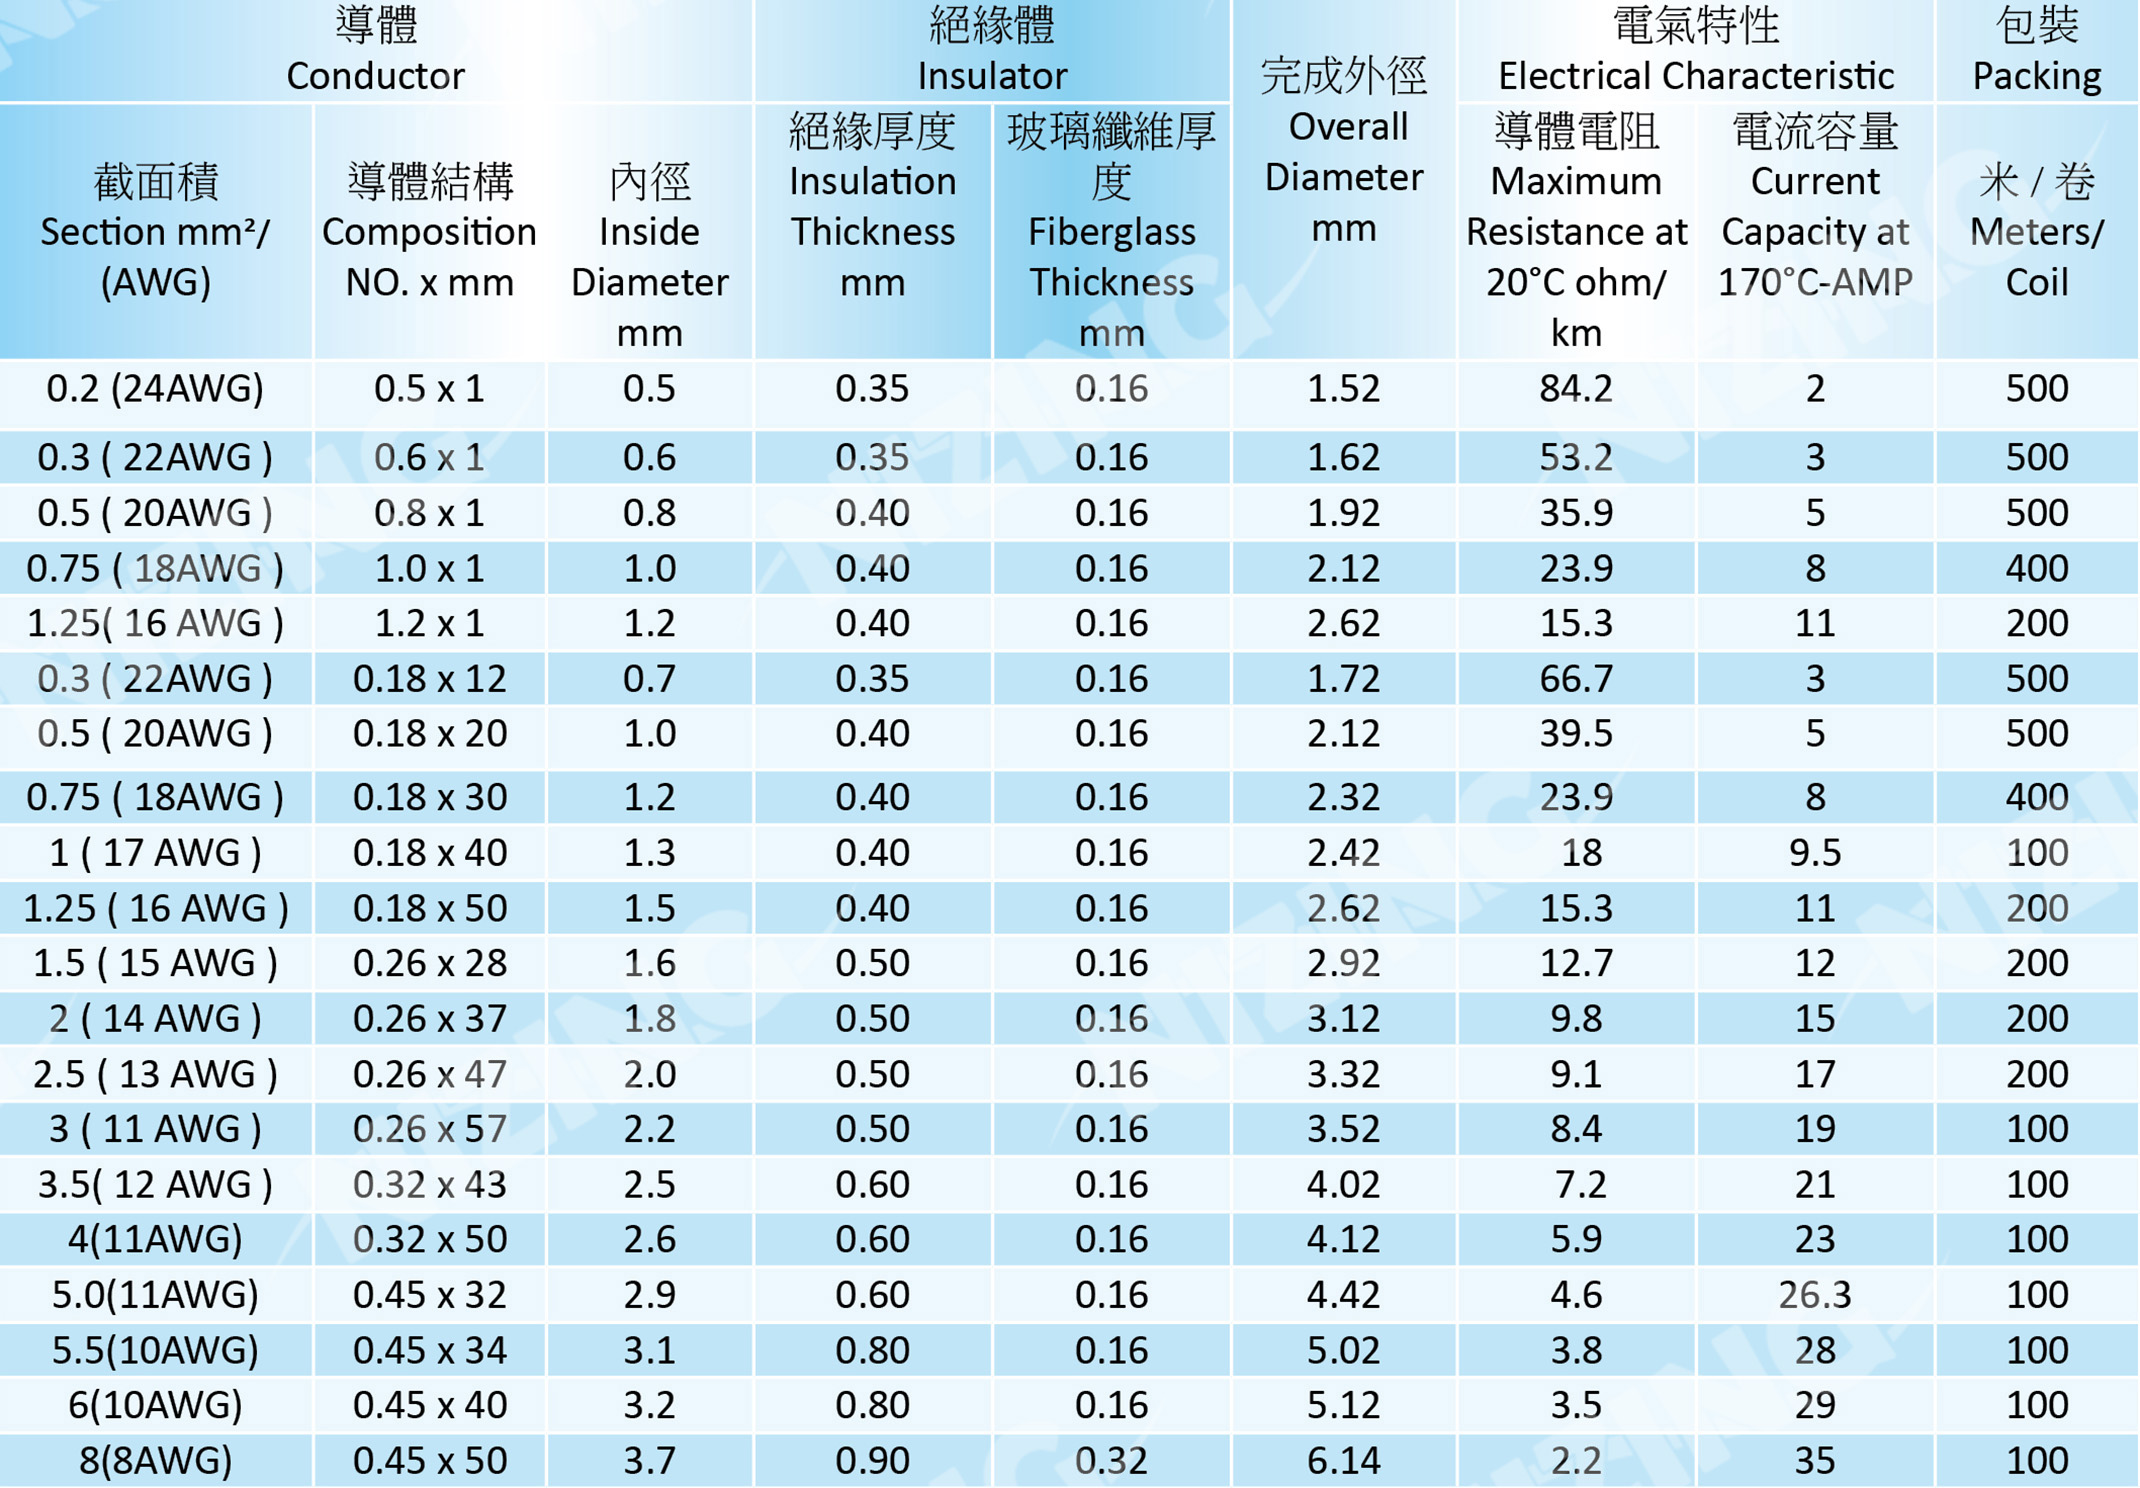 導體
Conductor
絕緣體
Insulator
完成外徑
Overall
Diameter
mm
電氣特性
Electrical Characteristic
包裝
Packing
截面積
Section mm²/
(AWG)
導體結構
Composition
NO. x mm
內徑
Inside
Diameter
mm
絕緣厚度
Insulation
Thickness
mm
玻璃纖維厚
度
Fiberglass
Thickness
mm
導體電阻
Maximum
Resistance at
20°C ohm/
km
電流容量
Current
Capacity at
170°C-AMP
米 / 卷
Meters/
Coil
0.2 (24AWG) 0.5 x 1 0.5 0.35 0.16 1.52 84.2 2 500
0.3 ( 22AWG ) 0.6 x 1 0.6 0.35 0.16 1.62 53.2 3 500
0.5 ( 20AWG ) 0.8 x 1 0.8 0.40 0.16 1.92 35.9 5 500
0.75 ( 18AWG ) 1.0 x 1 1.0 0.40 0.16 2.12 23.9 8 400
1.25( 16 AWG ) 1.2 x 1 1.2 0.40 0.16 2.62 15.3 11 200
0.3 ( 22AWG ) 0.18 x 12 0.7 0.35 0.16 1.72 66.7 3 500
0.5 ( 20AWG ) 0.18 x 20 1.0 0.40 0.16 2.12 39.5 5 500
0.75 ( 18AWG ) 0.18 x 30 1.2 0.40 0.16 2.32 23.9 8 400
1 ( 17 AWG ) 0.18 x 40 1.3 0.40 0.16 2.42 18 9.5 100
1.25 ( 16 AWG ) 0.18 x 50 1.5 0.40 0.16 2.62 15.3 11 200
1.5 ( 15 AWG ) 0.26 x 28 1.6 0.50 0.16 2.92 12.7 12 200
2 ( 14 AWG ) 0.26 x 37 1.8 0.50 0.16 3.12 9.8 15 200
2.5 ( 13 AWG ) 0.26 x 47 2.0 0.50 0.16 3.32 9.1 17 200
3 ( 11 AWG ) 0.26 x 57 2.2 0.50 0.16 3.52 8.4 19 100
3.5( 12 AWG ) 0.32 x 43 2.5 0.60 0.16 4.02 7.2 21 100
4(11AWG) 0.32 x 50 2.6 0.60 0.16 4.12 5.9 23 100
5.0(11AWG) 0.45 x 32 2.9 0.60 0.16 4.42 4.6 26.3 100
5.5(10AWG) 0.45 x 34 3.1 0.80 0.16 5.02 3.8 28 100
6(10AWG) 0.45 x 40 3.2 0.80 0.16 5.12 3.5 29 100
8(8AWG) 0.45 x 50 3.7 0.90 0.32 6.14 2.2 35 100